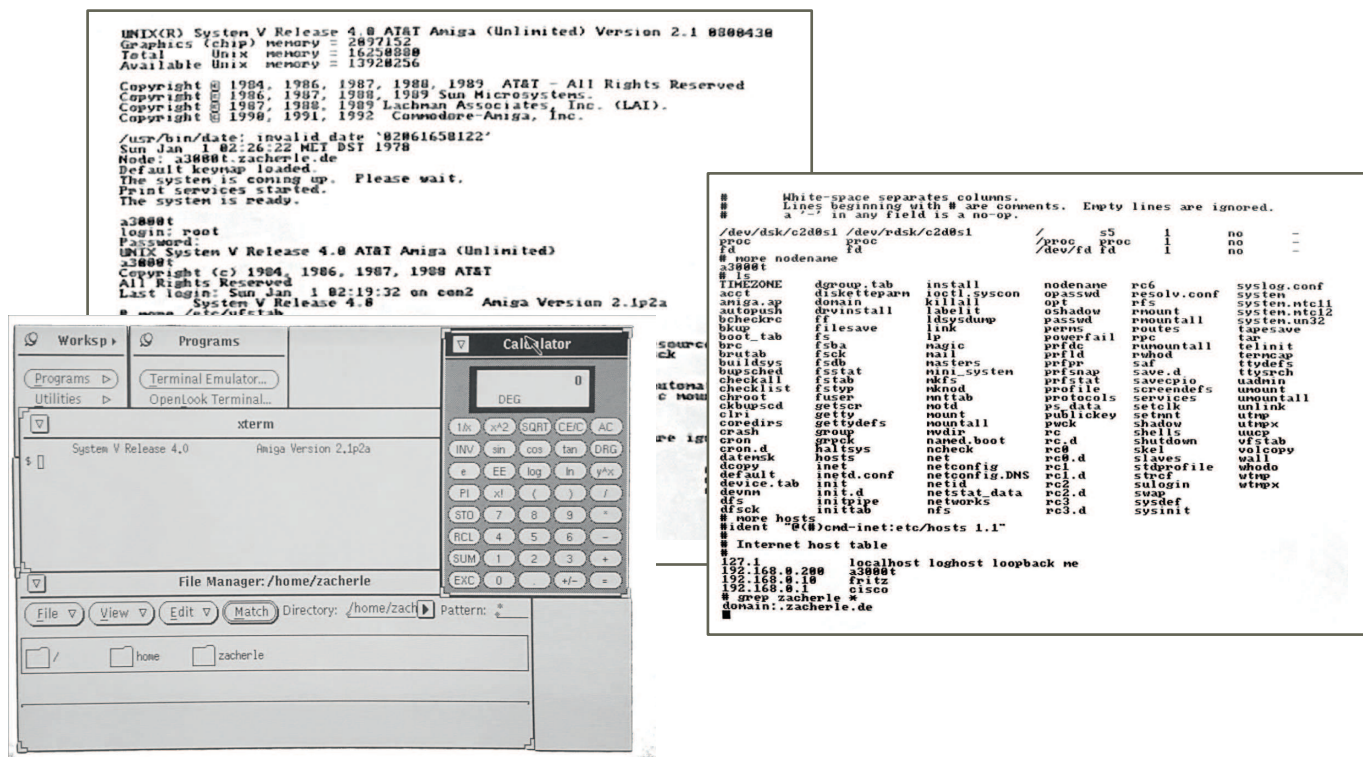 UNIX(R) System V Release 4.0 AT&T Amiga (Unlimited) Version 2.1 0800430
Graphics (chip) memory = 2097152
Total Unix memory = 16250880
Available Unix memory = 13920256
Copyright © 1984, 1986, 1987, 1988, 1989 AT&T - All Rights Reserved
Copyright © 1986, 1987, 1988, 1989 Sun Microsystems.
Copyright © 1987, 1988, 1989 Lachman Associates, Inc. (LAI).
Copyright © 1990, 1991, 1992 Commodore-Amiga, Inc.
/usr/bin/date: invalid date `02061658122'
Sun Jan 1 02:26:22 MET DST 1978
Node: a3000t.zacherle.de
Default keymap loaded.
The system is coming up. Please wait.
Print services started.
The system is ready.
a3000t
login: root
Password:
UNIX System V Release 4.0 AT&T Amiga (Unlimited)
a3000t
Copyright (c) 1984, 1986, 1987, 1988 AT&T
All Rights Reserved
Last login: Sun Jan 1 02:19:32 on con2
System V Release 4.0 Amiga Version 2.1p2a
# more /etc/vfstab
# White-space separates columns.
# Lines beginning with # are comments. Empty lines are ignored.
# a '-' in any field is a no-op.
/dev/dsk/c2d0s1 /dev/rdsk/c2d0s1 / s5 1 no -
proc proc /proc proc 1 no -
fd fd /dev/fd fd 1 no -
# more nodename
a3000t
# ls
TIMEZONE dgroup.tab install nodename rc6 syslog.conf
acct disketteparm ioctl.syscon opasswd resolv.conf system
amiga.ap domain killall opt rfs system.mtc11
autopush drvinstall labelit oshadow rmount system.mtc12
bcheckrc ff ldsysdump passwd rmountall system.un32
bkup filesave link perms routes tapesave
boot_tab fs lp powerfail rpc tar
brc fsba magic prfdc rumountall telinit
brutab fsck mail prfld rwhod termcap
buildsys fsdb masters prfpr saf ttydefs
bupsched fsstat mini_system prfsnap save.d ttysrch
checkall fstab mkfs prfstat savecpio uadmin
checklist fstyp mknod profile screendefs umount
chroot fuser mnttab protocols services umountall
ckbupscd getscr motd ps_data setclk unlink
clri getty mount publickey setmnt utmp
coredirs gettydefs mountall pwck shadow utmpx
crash group mvdir rc shells uucp
cron grpck named.boot rc.d shutdown vfstab
cron.d haltsys ncheck rc0 skel volcopy
datemsk hosts net rc0.d slaves wall
dcopy inet netconfig rc1 stdprofile whodo
default inetd.conf netconfig.DNS rc1.d strcf wtmp
device.tab init netid rc2 sulogin wtmpx
devnm init.d netstat_data rc2.d swap
dfs initpipe networks rc3 sysdef
dfsck inittab nfs rc3.d sysinit
# more hosts
#ident "@(#)cmd-inet:etc/hosts 1.1"
#
# Internet host table
#
127.1 localhost loghost loopback me
192.168.0.200 a3000t
192.168.0.10 fritz
192.168.0.1 cisco
# grep zacherle *
domain:.zacherle.de
Worksp
Programs
Programs
Utilities
Terminal Emulator...
OpenLook Terminal...
Calculator
0
DEG
1/x x^2 SQRT CE/C AC
INV sin cos tan DRG
e EE log ln y^x
PI x! ( ) /
STO 7 8 9 *
RCL 4 5 6 -
SUM 1 2 3 +
EXC 0 . +/- =
xterm
System V Release 4.0 Amiga Version 2.1p2a
$
File Manager: /home/zacherle
File View Edit Match Directory: /home/zach Pattern: *
/ home zacherle